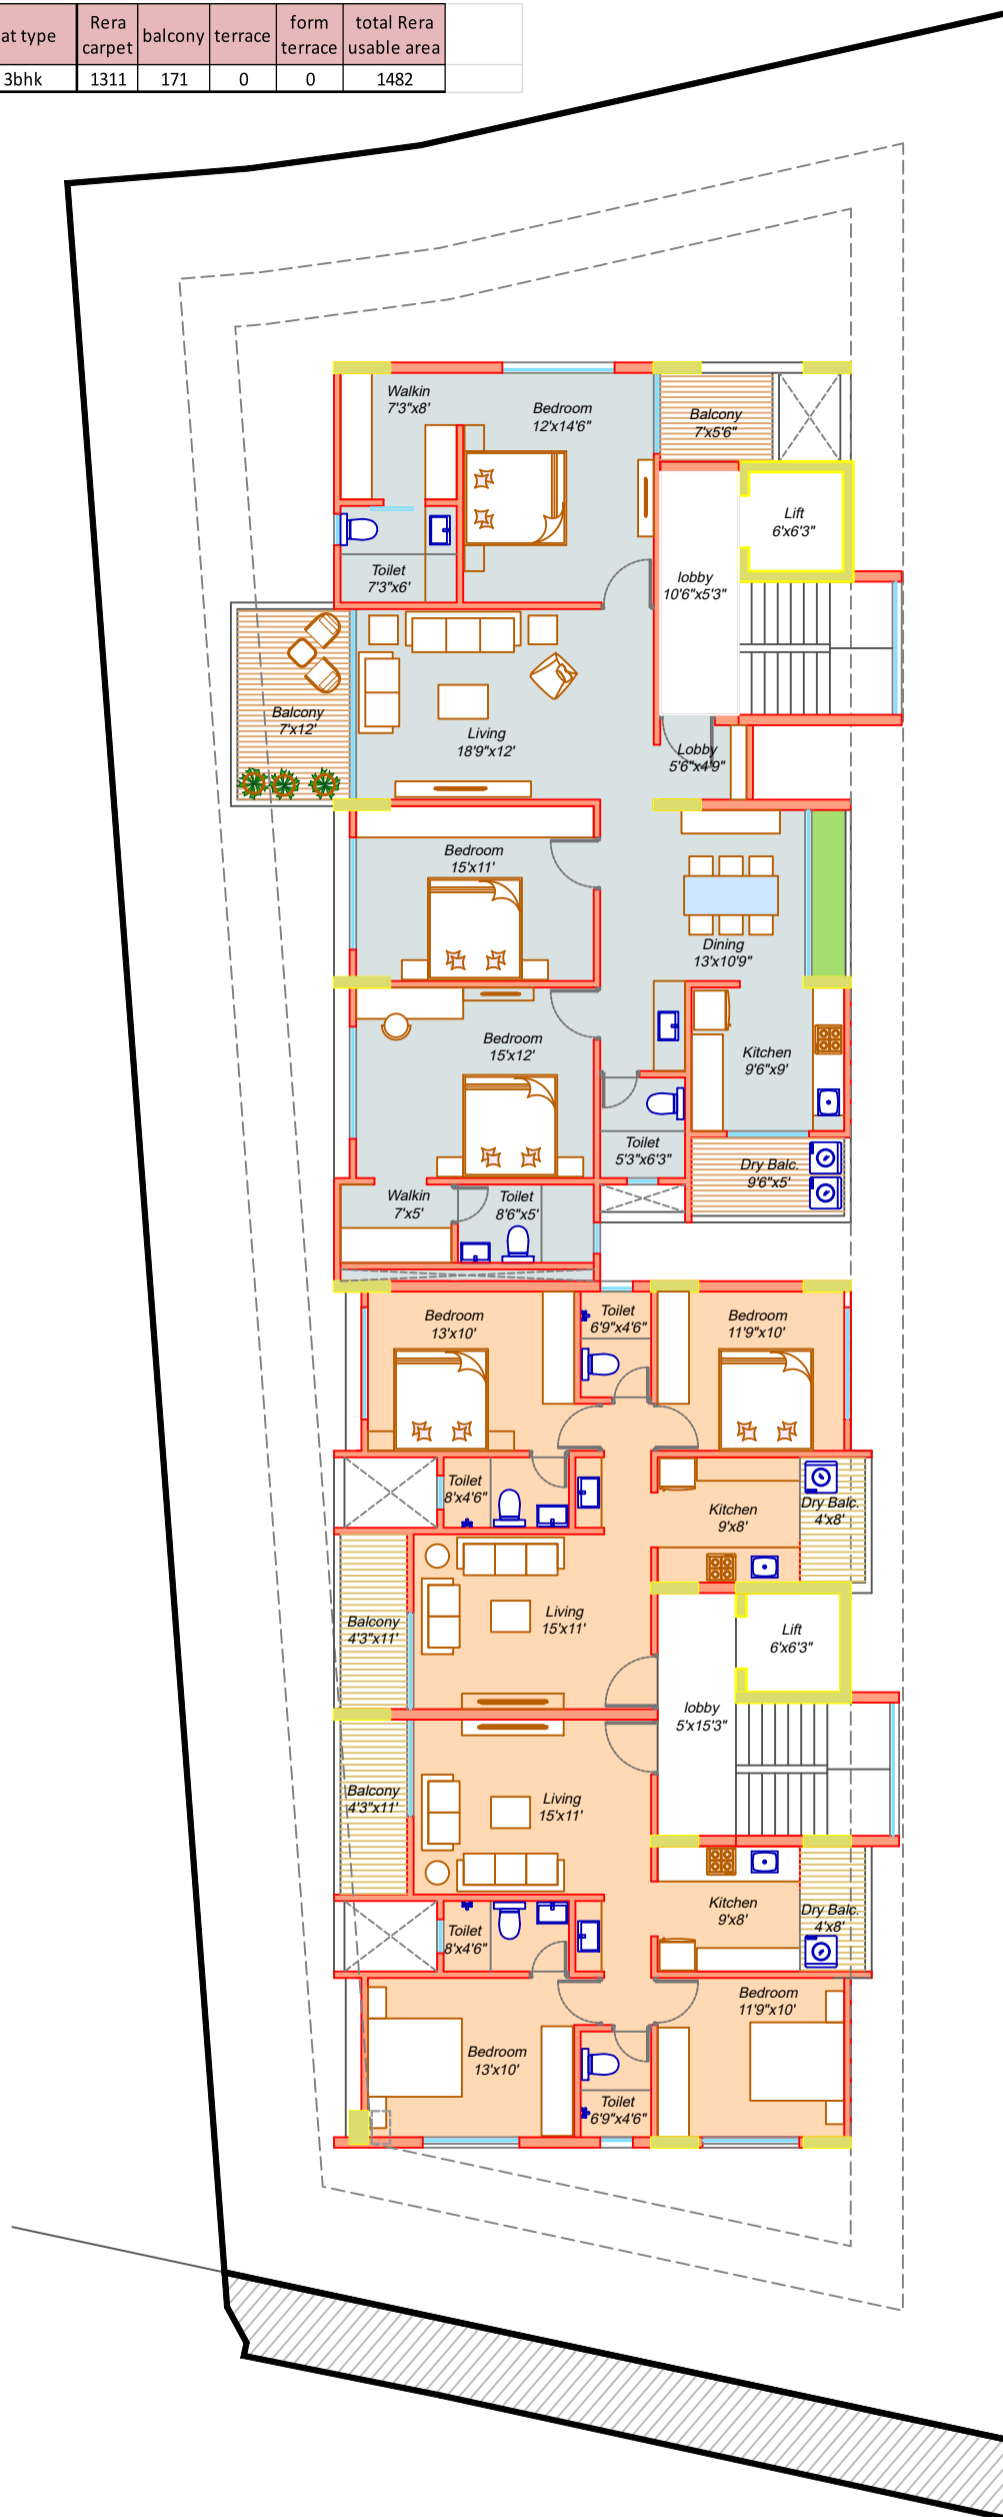 at type
Rera carpet
balcony
terrace
form terrace
total Rera usable area
3bhk 1311 171 0 0 1482
Walkin
7'3"x8'
Bedroom
12'x14'6"
Balcony
7'x5'6"
Lift
6'x6'3"
Toilet
7'3"x6'
lobby
10'6"x5'3"
Balcony
7'x12'
Living
18'9"x12'
Lobby
5'6"x4'9"
Bedroom
15'x11'
Dining
13'x10'9"
Bedroom
15'x12'
Kitchen
9'6"x9'
Toilet
5'3"x6'3"
Dry Balc.
9'6"x5'
Walkin
7'x5'
Toilet
8'6"x5'
Bedroom
13'x10'
Toilet
6'9"x4'6"
Bedroom
11'9"x10'
Toilet
8'x4'6"
Kitchen
9'x8'
Dry Balc.
4'x8'
Balcony
4'3"x11'
Living
15'x11'
Lift
6'x6'3"
lobby
5'x15'3"
Balcony
4'3"x11'
Living
15'x11'
Kitchen
9'x8'
Dry Balc.
4'x8'
Toilet
8'x4'6"
Bedroom
11'9"x10'
Bedroom
13'x10'
Toilet
6'9"x4'6"